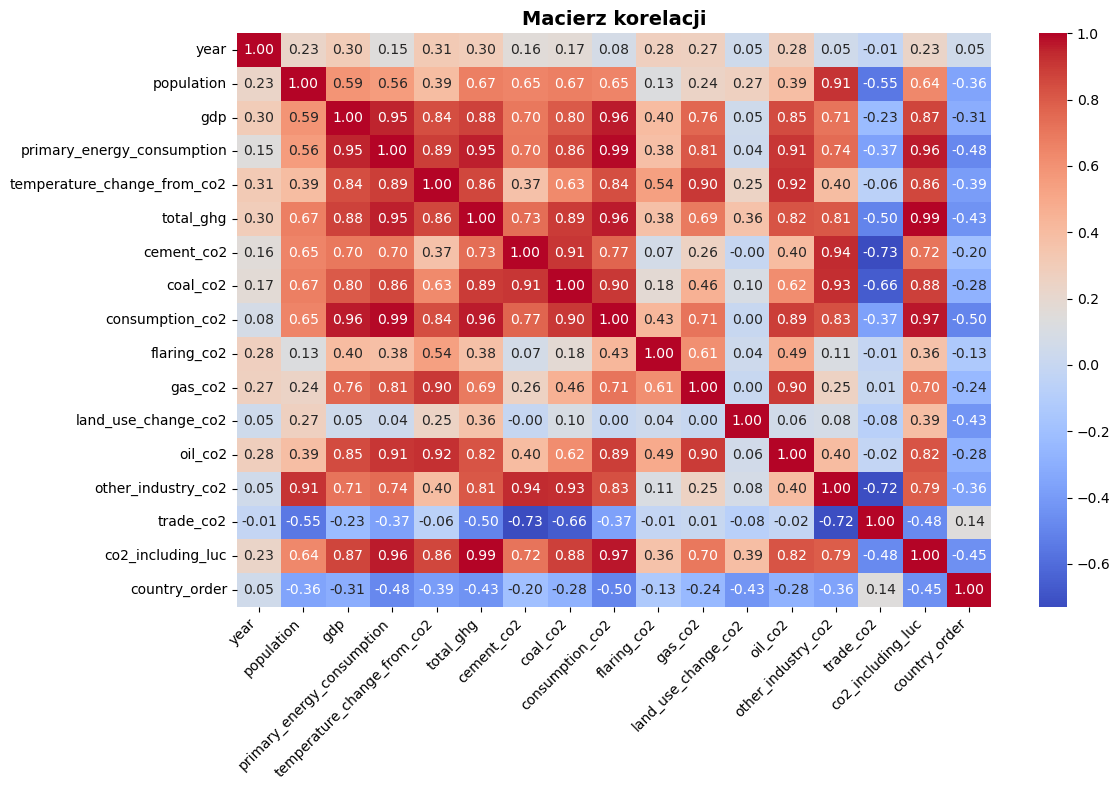 Macierz korelacji
year 1.00 0.23 0.30 0.15 0.31 0.30 0.16 0.17 0.08 0.28 0.27 0.05 0.28 0.05 -0.01 0.23 0.05
population 0.23 1.00 0.59 0.56 0.39 0.67 0.65 0.67 0.65 0.13 0.24 0.27 0.39 0.91 -0.55 0.64 -0.36
gdp 0.30 0.59 1.00 0.95 0.84 0.88 0.70 0.80 0.96 0.40 0.76 0.05 0.85 0.71 -0.23 0.87 -0.31
primary_energy_consumption 0.15 0.56 0.95 1.00 0.89 0.95 0.70 0.86 0.99 0.38 0.81 0.04 0.91 0.74 -0.37 0.96 -0.48
temperature_change_from_co2 0.31 0.39 0.84 0.89 1.00 0.86 0.37 0.63 0.84 0.54 0.90 0.25 0.92 0.40 -0.06 0.86 -0.39
total_ghg 0.30 0.67 0.88 0.95 0.86 1.00 0.73 0.89 0.96 0.38 0.69 0.36 0.82 0.81 -0.50 0.99 -0.43
cement_co2 0.16 0.65 0.70 0.70 0.37 0.73 1.00 0.91 0.77 0.07 0.26 -0.00 0.40 0.94 -0.73 0.72 -0.20
coal_co2 0.17 0.67 0.80 0.86 0.63 0.89 0.91 1.00 0.90 0.18 0.46 0.10 0.62 0.93 -0.66 0.88 -0.28
consumption_co2 0.08 0.65 0.96 0.99 0.84 0.96 0.77 0.90 1.00 0.43 0.71 0.00 0.89 0.83 -0.37 0.97 -0.50
flaring_co2 0.28 0.13 0.40 0.38 0.54 0.38 0.07 0.18 0.43 1.00 0.61 0.04 0.49 0.11 -0.01 0.36 -0.13
gas_co2 0.27 0.24 0.76 0.81 0.90 0.69 0.26 0.46 0.71 0.61 1.00 0.00 0.90 0.25 0.01 0.70 -0.24
land_use_change_co2 0.05 0.27 0.05 0.04 0.25 0.36 -0.00 0.10 0.00 0.04 0.00 1.00 0.06 0.08 -0.08 0.39 -0.43
oil_co2 0.28 0.39 0.85 0.91 0.92 0.82 0.40 0.62 0.89 0.49 0.90 0.06 1.00 0.40 -0.02 0.82 -0.28
other_industry_co2 0.05 0.91 0.71 0.74 0.40 0.81 0.94 0.93 0.83 0.11 0.25 0.08 0.40 1.00 -0.72 0.79 -0.36
trade_co2 -0.01 -0.55 -0.23 -0.37 -0.06 -0.50 -0.73 -0.66 -0.37 -0.01 0.01 -0.08 -0.02 -0.72 1.00 -0.48 0.14
co2_including_luc 0.23 0.64 0.87 0.96 0.86 0.99 0.72 0.88 0.97 0.36 0.70 0.39 0.82 0.79 -0.48 1.00 -0.45
country_order 0.05 -0.36 -0.31 -0.48 -0.39 -0.43 -0.20 -0.28 -0.50 -0.13 -0.24 -0.43 -0.28 -0.36 0.14 -0.45 1.00
year
population
gdp
primary_energy_consumption
temperature_change_from_co2
total_ghg
cement_co2
coal_co2
consumption_co2
flaring_co2
gas_co2
land_use_change_co2
oil_co2
other_industry_co2
trade_co2
co2_including_luc
country_order
1.0
0.8
0.6
0.4
0.2
0.0
−0.2
−0.4
−0.6